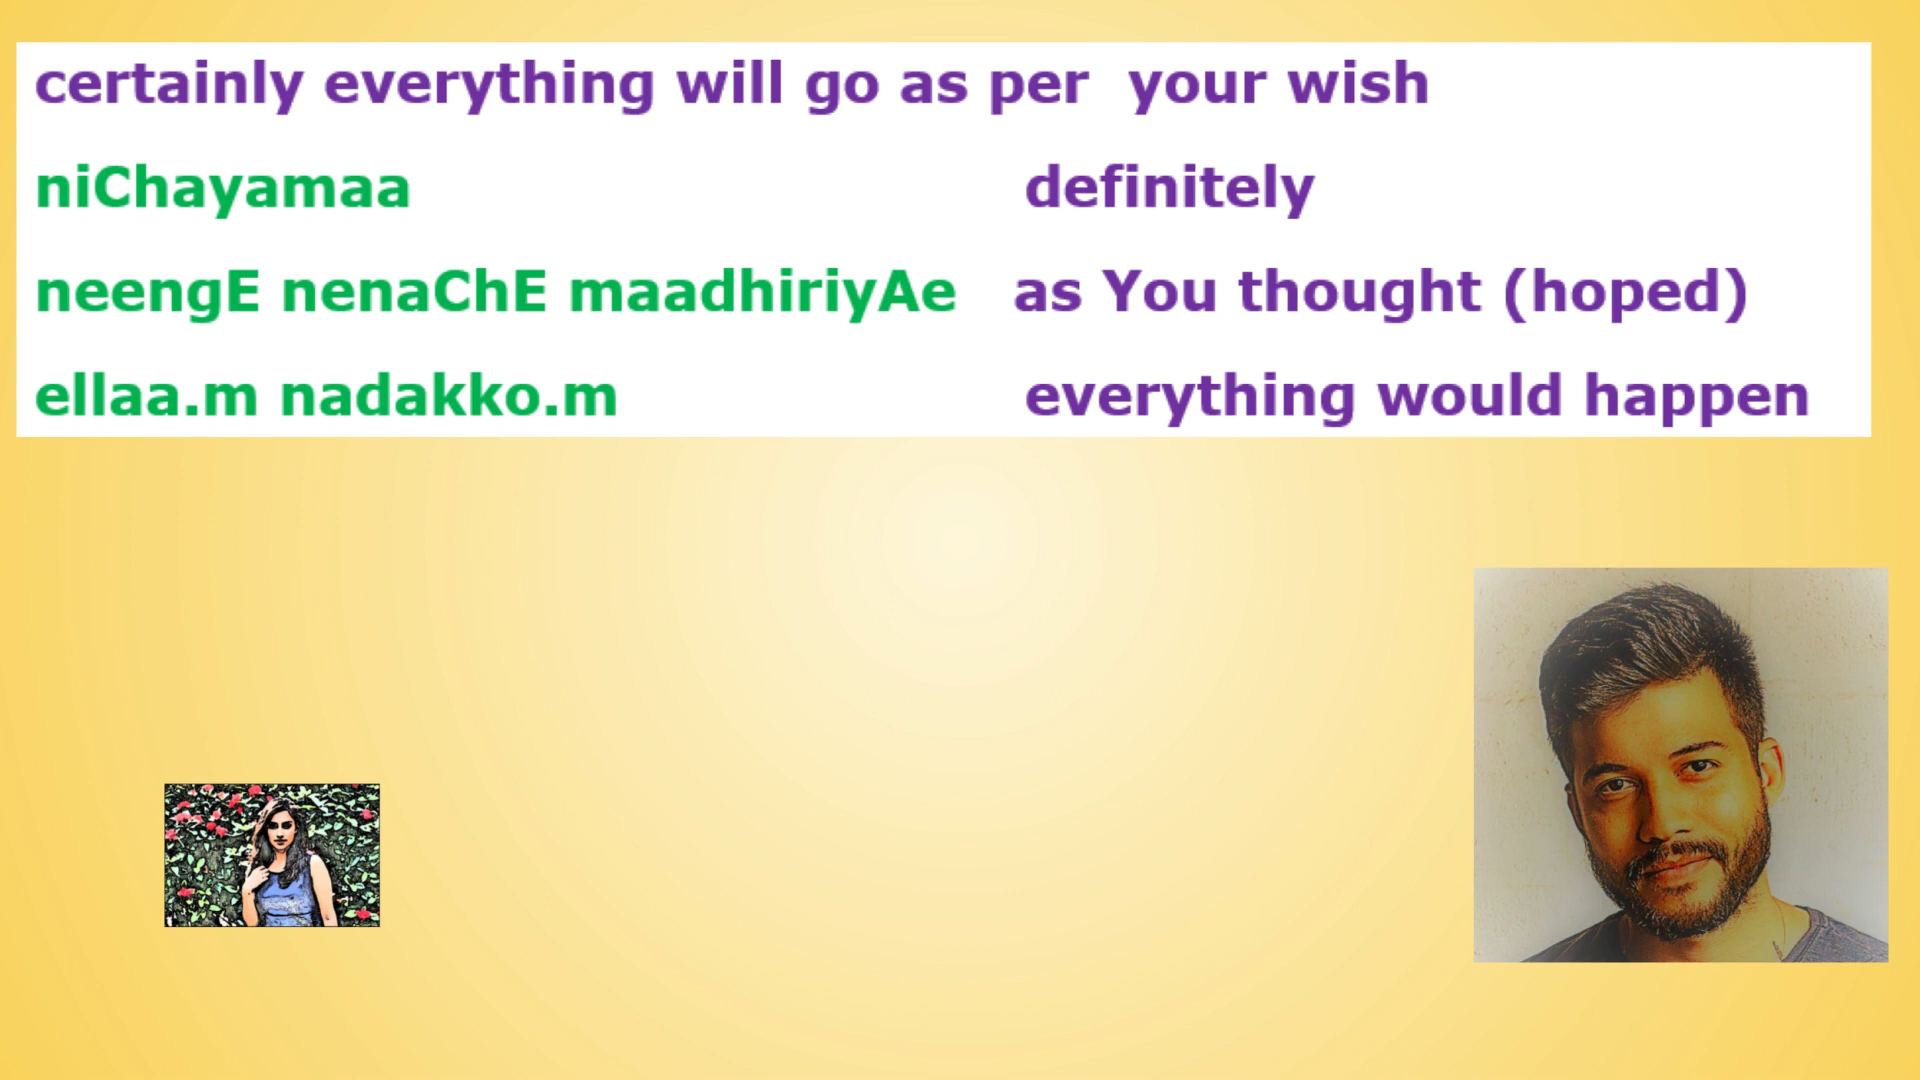 certainly everything will go as per your wish
niChayamaa definitely
neengE nenaChE maadhiriyAe as You thought (hoped)
ellaa.m nadakko.m everything would happen